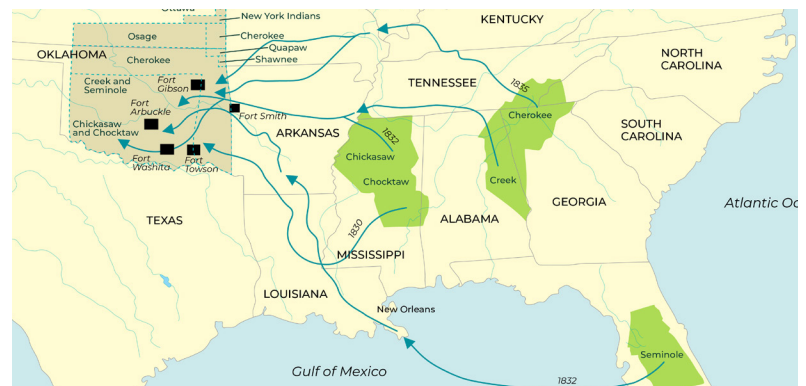 Ottawa
New York Indians
KENTUCKY
Osage
Cherokee
OKLAHOMA
Quapaw
Cherokee
Shawnee
NORTH
CAROLINA
TENNESSEE
1835
Fort
Gibson
Creek and
Seminole
Fort
Arbuckle
Fort Smith
Cherokee
ARKANSAS
1832
SOUTH
CAROLINA
Chickasaw
and Chocktaw
Chickasaw
Fort
Washita
Fort
Towson
Chocktaw
Creek
GEORGIA
Atlantic Oc
TEXAS
ALABAMA
1830
MISSISSIPPI
LOUISIANA
New Orleans
Seminole
Gulf of Mexico
1832